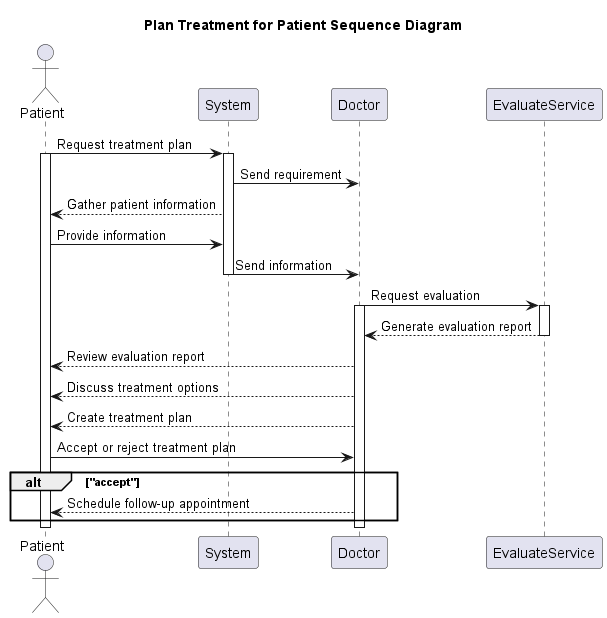 Plan Treatment for Patient Sequence Diagram
Patient
System
Doctor
EvaluateService
Request treatment plan
Send requirement
Gather patient information
Provide information
Send information
Request evaluation
Generate evaluation report
Review evaluation report
Discuss treatment options
Create treatment plan
Accept or reject treatment plan
alt
["accept"]
Schedule follow-up appointment
Patient
System
Doctor
EvaluateService